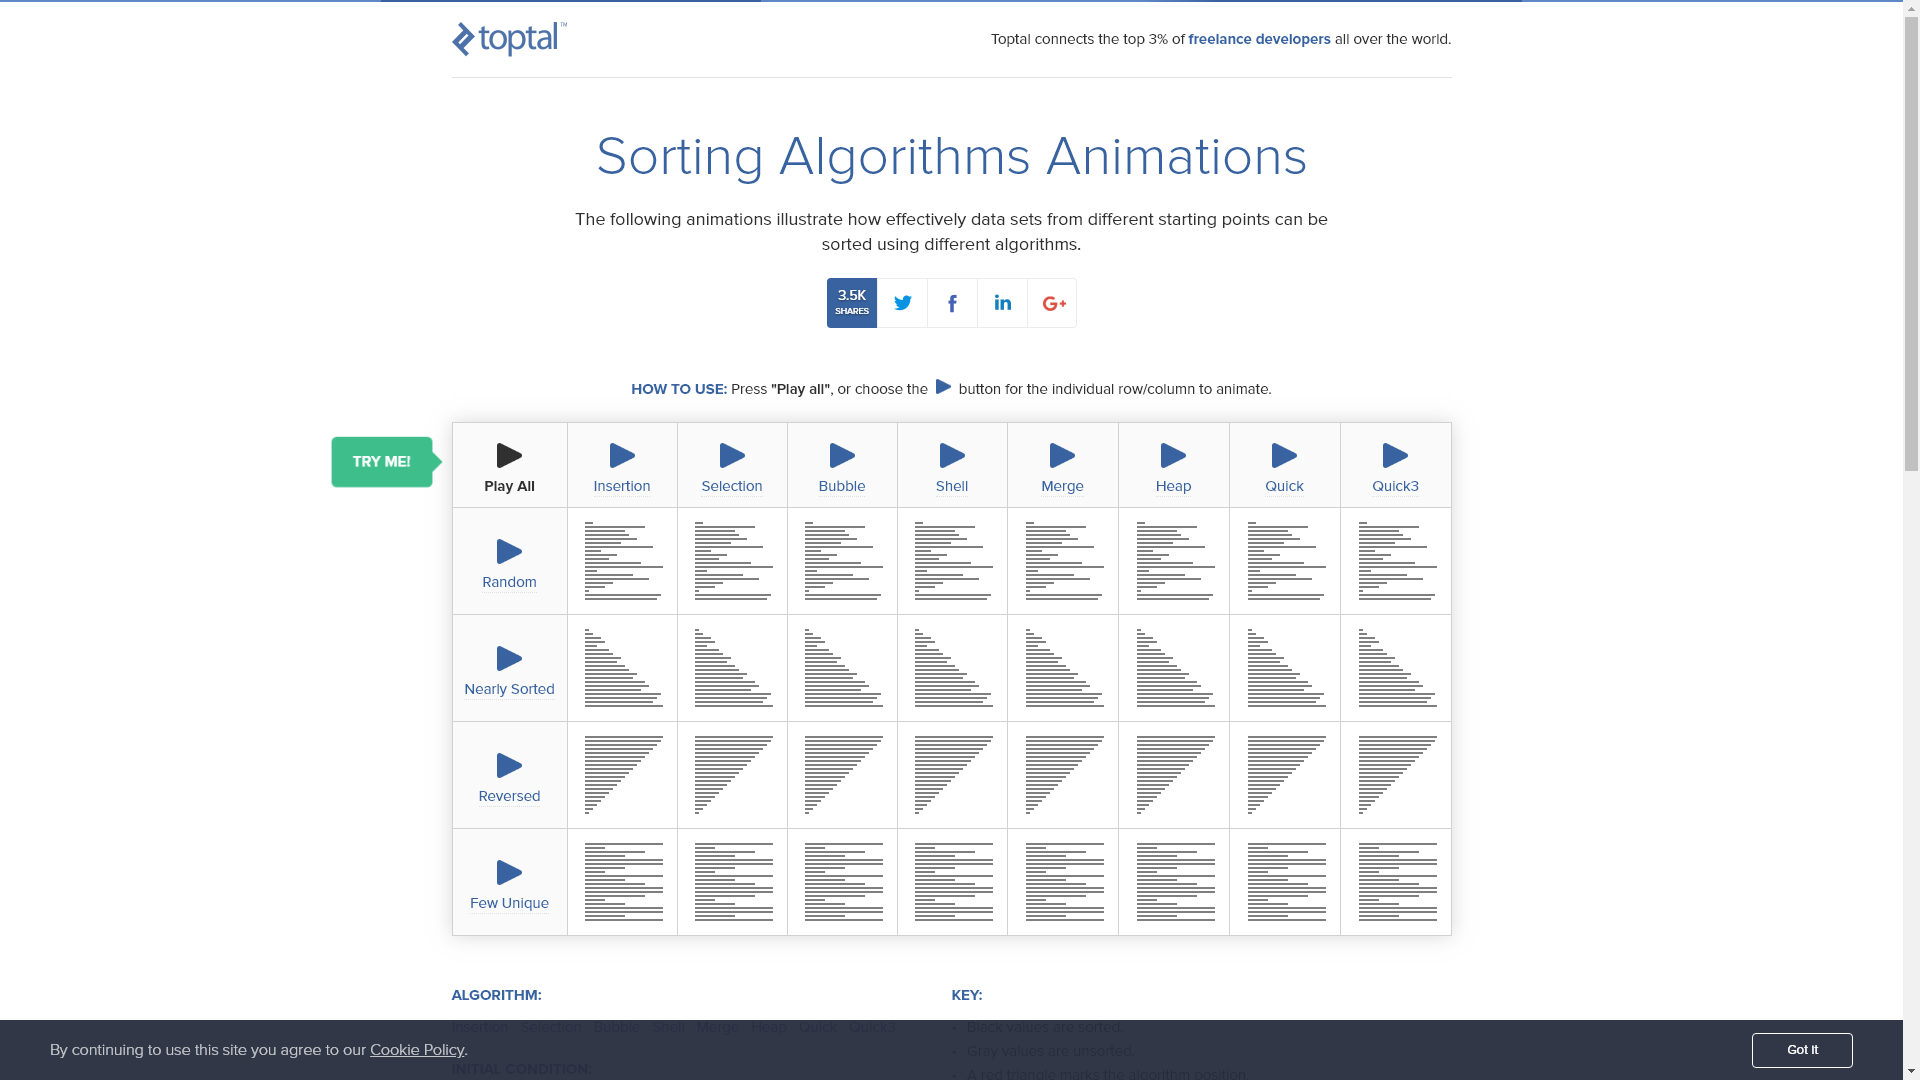 toptal™
Toptal connects the top 3% of freelance developers all over the world.
Sorting Algorithms Animations
The following animations illustrate how effectively data sets from different starting points can be
sorted using different algorithms.
3.5K
SHARES
f
in
G+
HOW TO USE: Press "Play all", or choose the button for the individual row/column to animate.
TRY ME!
Play All
Insertion
Selection
Bubble
Shell
Merge
Heap
Quick
Quick3
Random
Nearly Sorted
Reversed
Few Unique
ALGORITHM:
KEY:
Insertion Selection Bubble Shell Merge Heap Quick Quick3
• Black values are sorted.
• Gray values are unsorted.
INITIAL CONDITION:
• A red triangle marks the algorithm position.
By continuing to use this site you agree to our Cookie Policy.
Got it